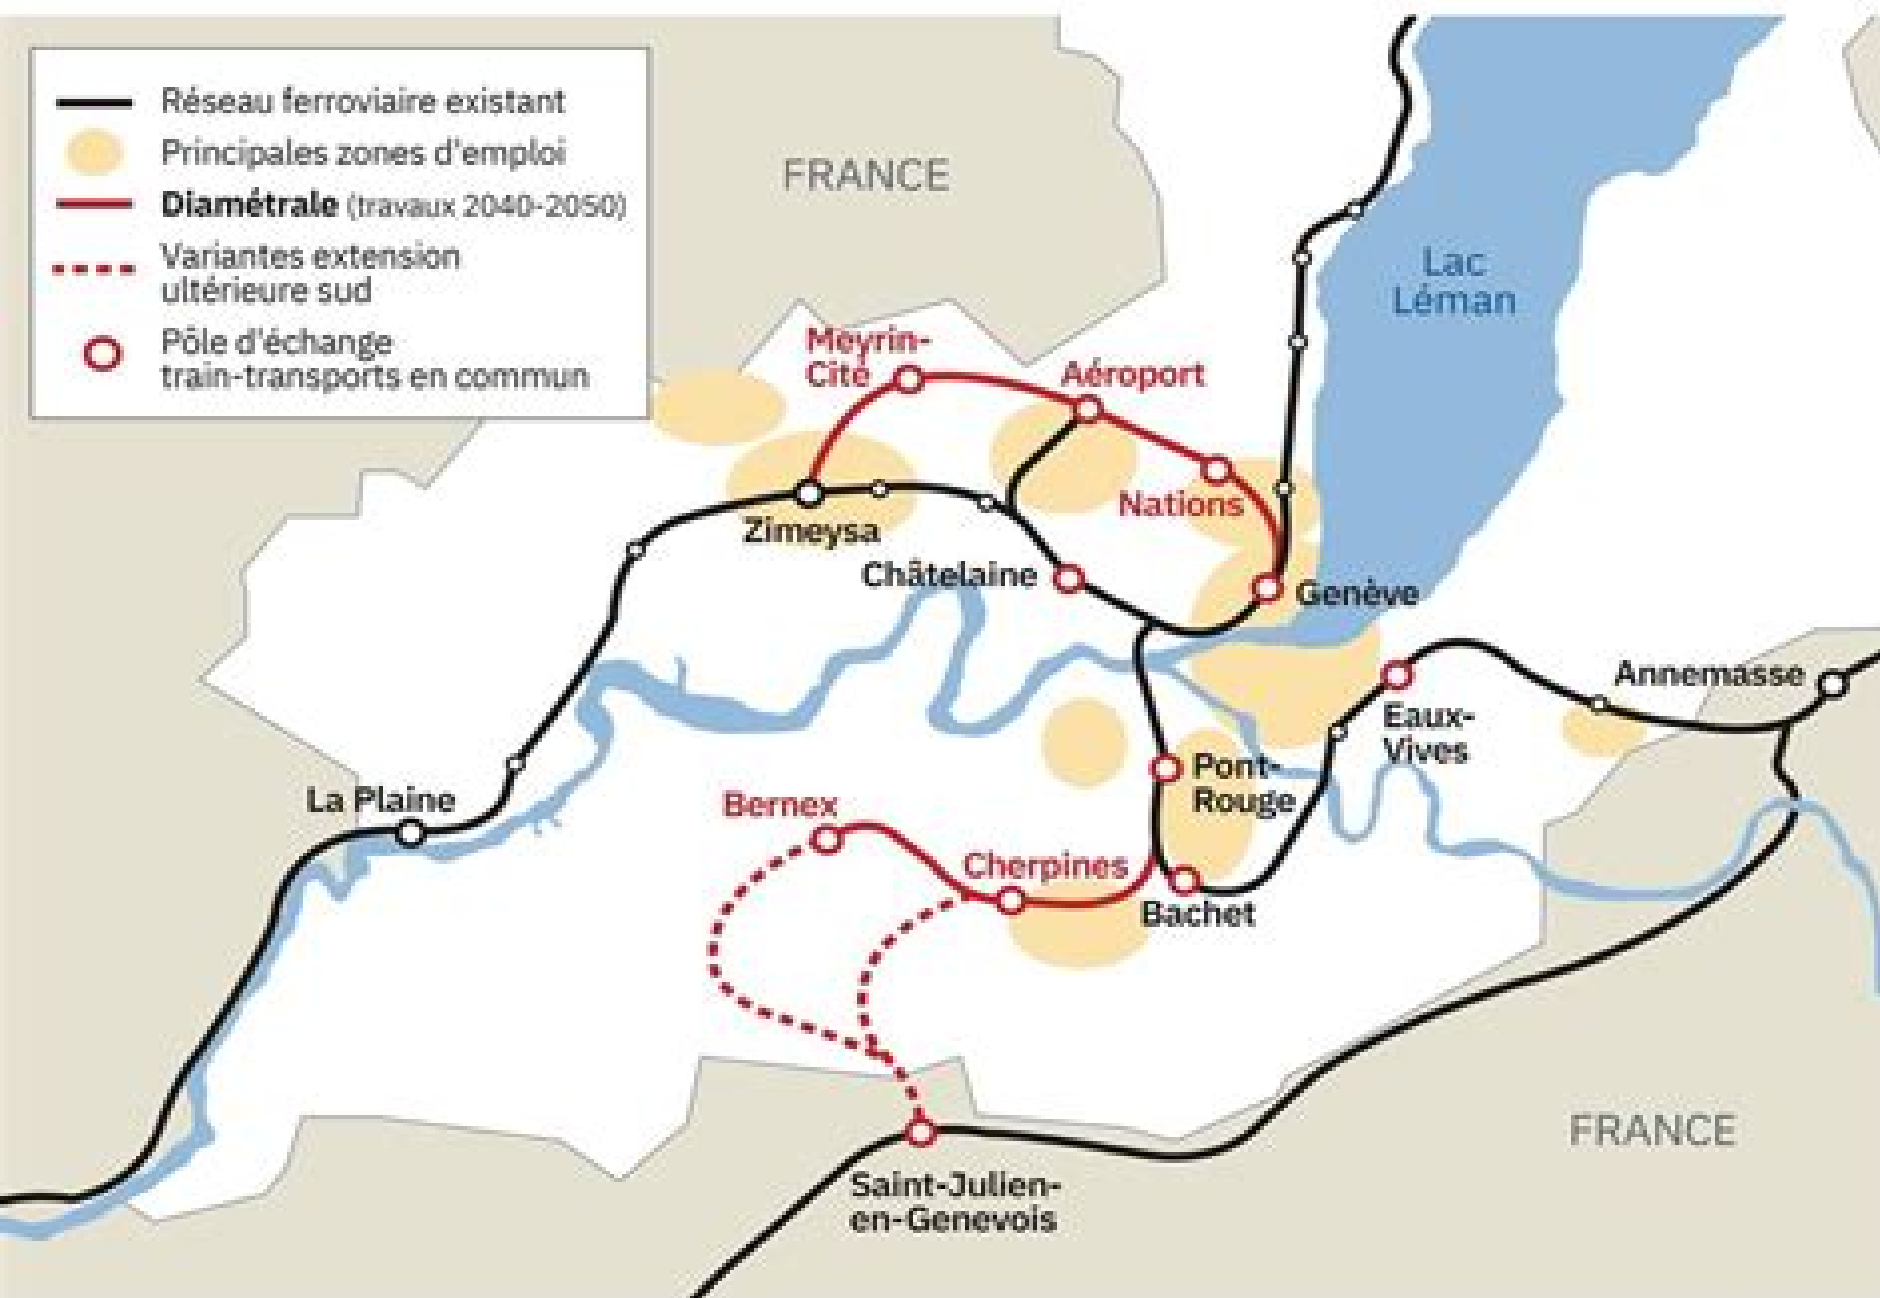 Réseau ferroviaire existant
Principales zones d'emploi
Diamétrale (travaux 2040-2050)
Variantes extension
ultérieure sud
Pôle d'échange
train-transports en commun
FRANCE
Lac
Léman
Meyrin-
Cité
Aéroport
Nations
Zimeysa
Châtelaine
Genève
Annemasse
Eaux-
Vives
Pont-
Rouge
La Plaine
Bernex
Cherpines
Bachet
FRANCE
Saint-Julien-
en-Genevois